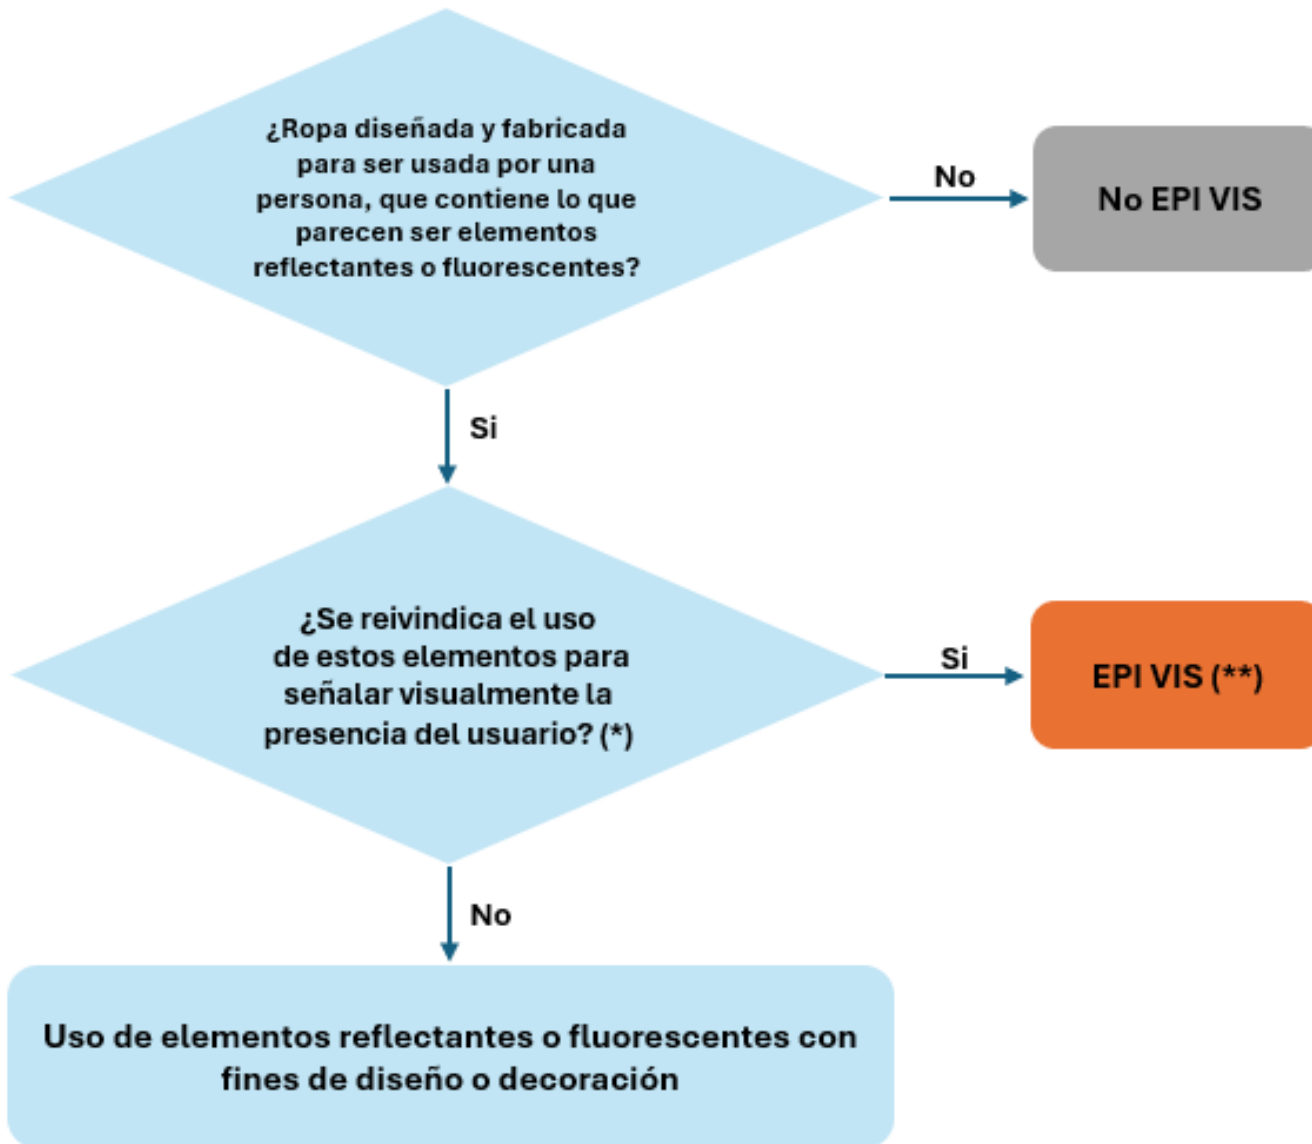 ¿Ropa diseñada y fabricada
para ser usada por una
persona, que contiene lo que
parecen ser elementos
reflectantes o fluorescentes?
No
No EPI VIS
Si
¿Se reivindica el uso
de estos elementos para
señalar visualmente la
presencia del usuario? (*)
Si
EPI VIS (**)
No
Uso de elementos reflectantes o fluorescentes con
fines de diseño o decoración